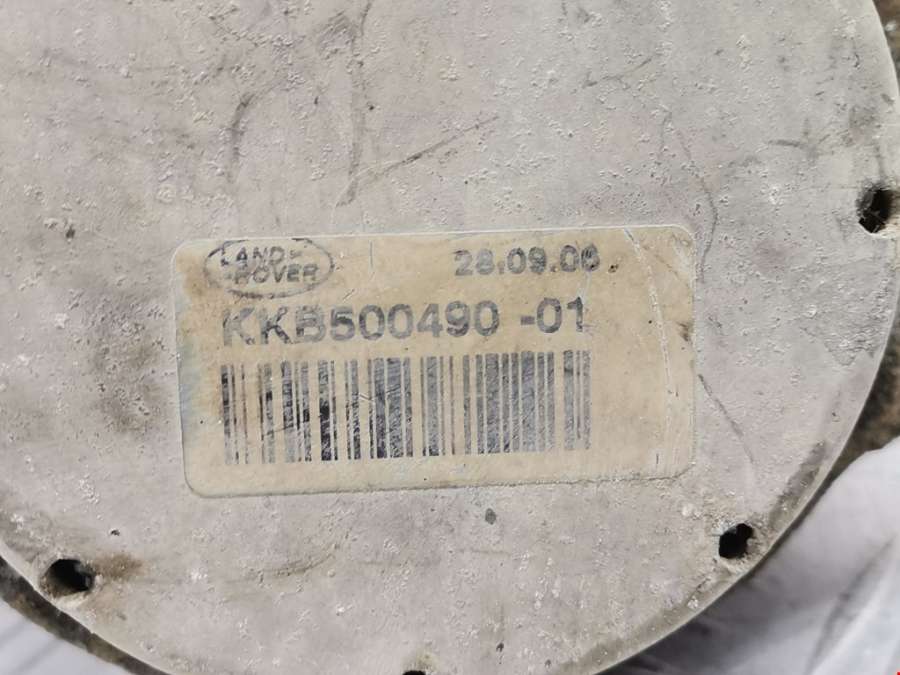 LAND-
-ROVER
28.09.06
KKB500490 -01